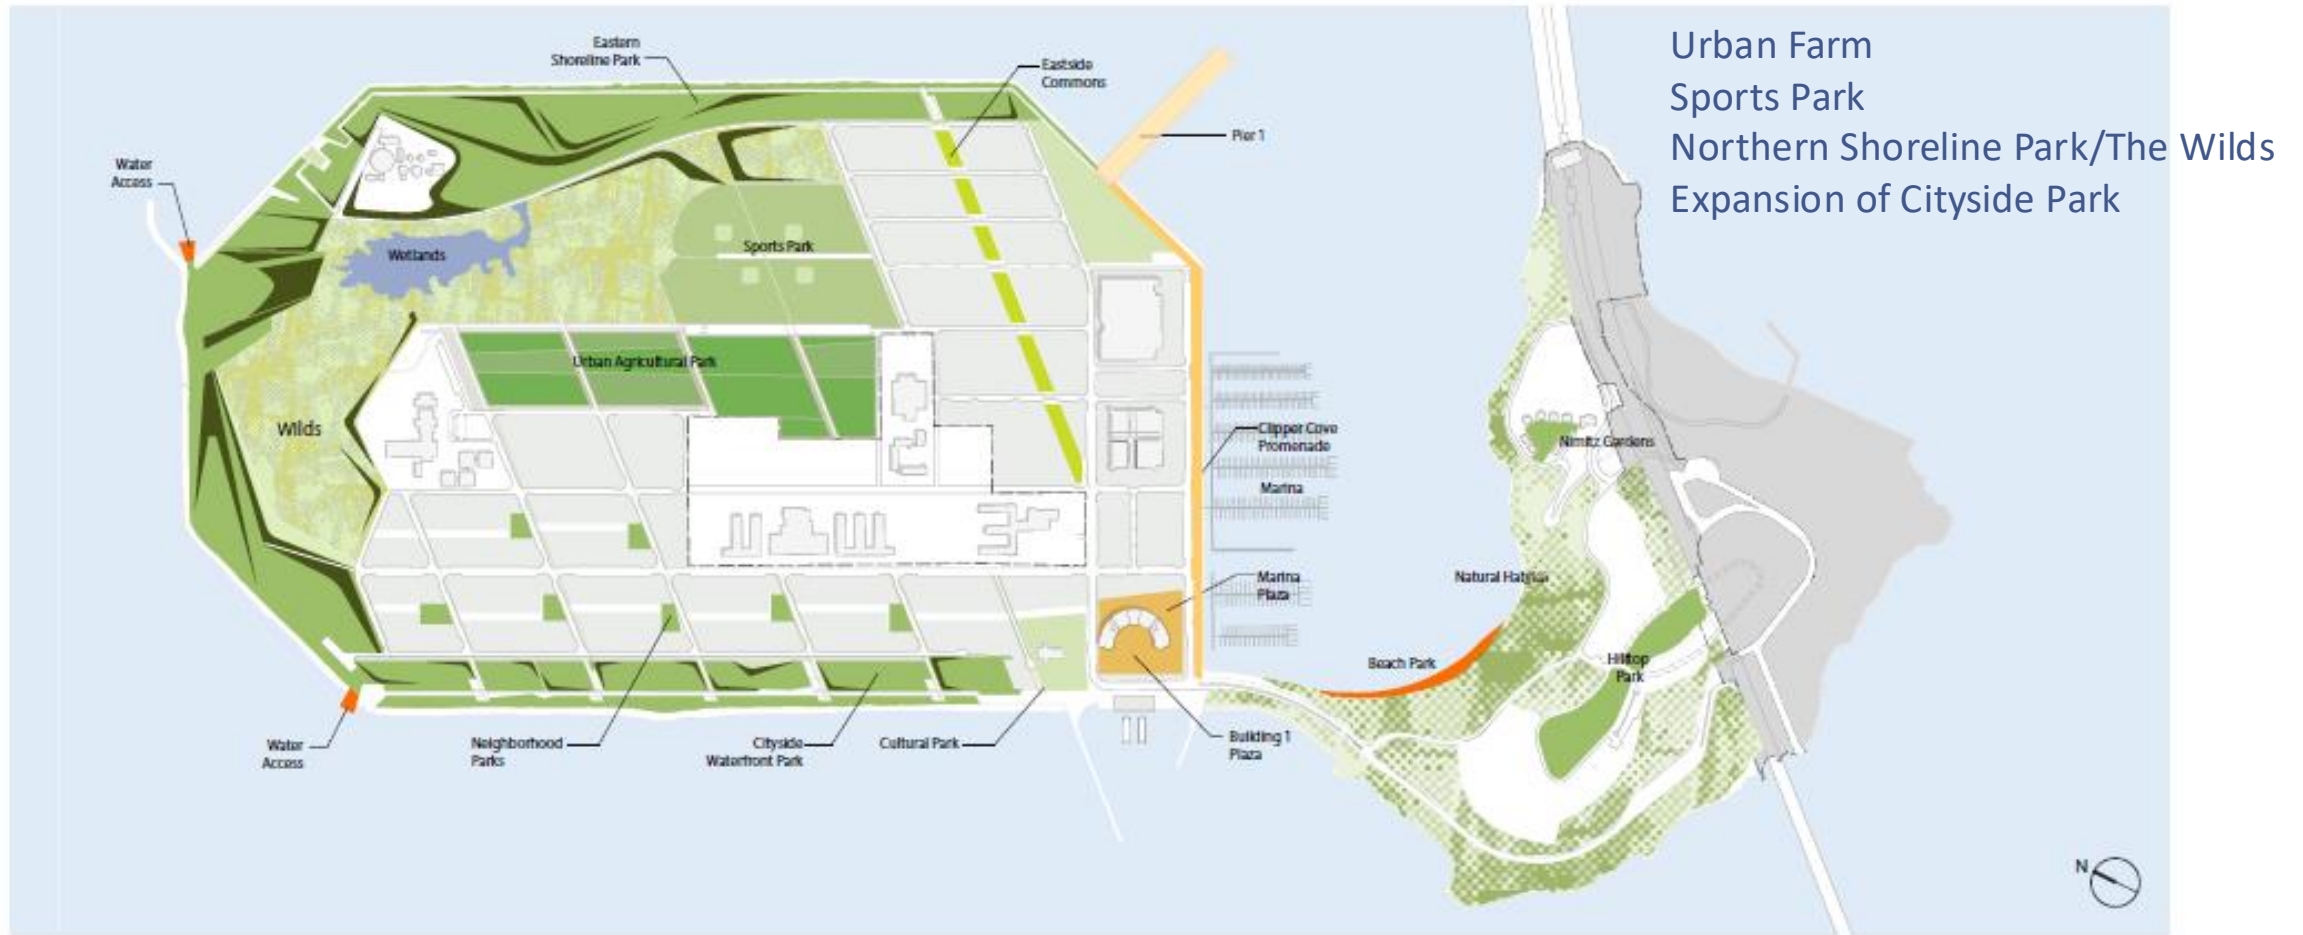 Urban Farm
Sports Park
Northern Shoreline Park/The Wilds
Expansion of Cityside Park
Eastern
Shoreline Park
Eastside
Commons
Pier 1
Water
Access
Wetlands
Sports Park
Urban Agricultural Park
Wilds
Clipper Cove
Promenade
Nimitz Gardens
Marina
Marina
Plaza
Natural Habitat
Beach Park
Hilltop
Park
Water
Access
Neighborhood
Parks
Cityside
Waterfront Park
Cultural Park
Building 1
Plaza
N